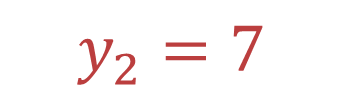 y₂ = 7